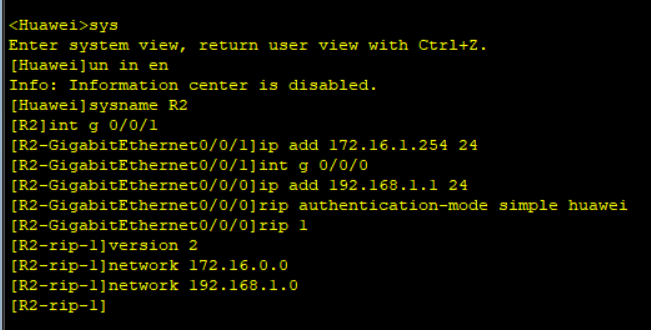 <Huawei>sys
Enter system view, return user view with Ctrl+Z.
[Huawei]un in en
Info: Information center is disabled.
[Huawei]sysname R2
[R2]int g 0/0/1
[R2-GigabitEthernet0/0/1]ip add 172.16.1.254 24
[R2-GigabitEthernet0/0/1]int g 0/0/0
[R2-GigabitEthernet0/0/0]ip add 192.168.1.1 24
[R2-GigabitEthernet0/0/0]rip authentication-mode simple huawei
[R2-GigabitEthernet0/0/0]rip 1
[R2-rip-1]version 2
[R2-rip-1]network 172.16.0.0
[R2-rip-1]network 192.168.1.0
[R2-rip-1]